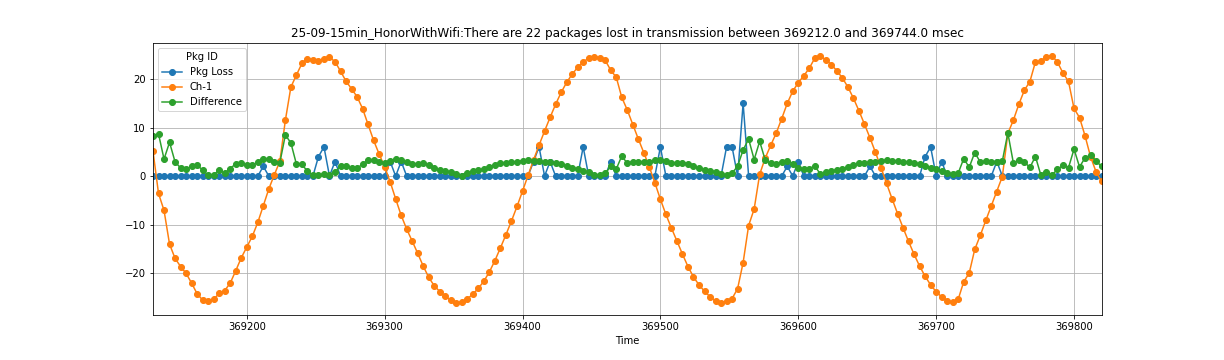 25-09-15min_HonorWithWifi:There are 22 packages lost in transmission between 369212.0 and 369744.0 msec
Pkg ID
Pkg Loss
Ch-1
Difference
20
10
0
−10
−20
369200 369300 369400 369500 369600 369700 369800
Time